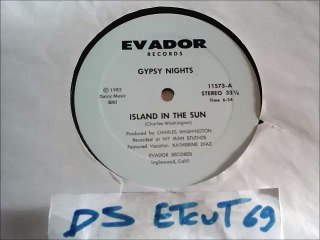 EVADOR
RECORDS
GYPSY NIGHTS
℗ 1982
Darcy Music
BMI
11573-A
STEREO 33⅓
Time 6:14
ISLAND IN THE SUN
(Charles Washington)
Produced by CHARLES WASHINGTON
Recorded at HIT MAN STUDIOS
Featured Vocalist: KATHERINE DIAZ
EVADOR RECORDS
Inglewood, Calif.
DS ETCUT69